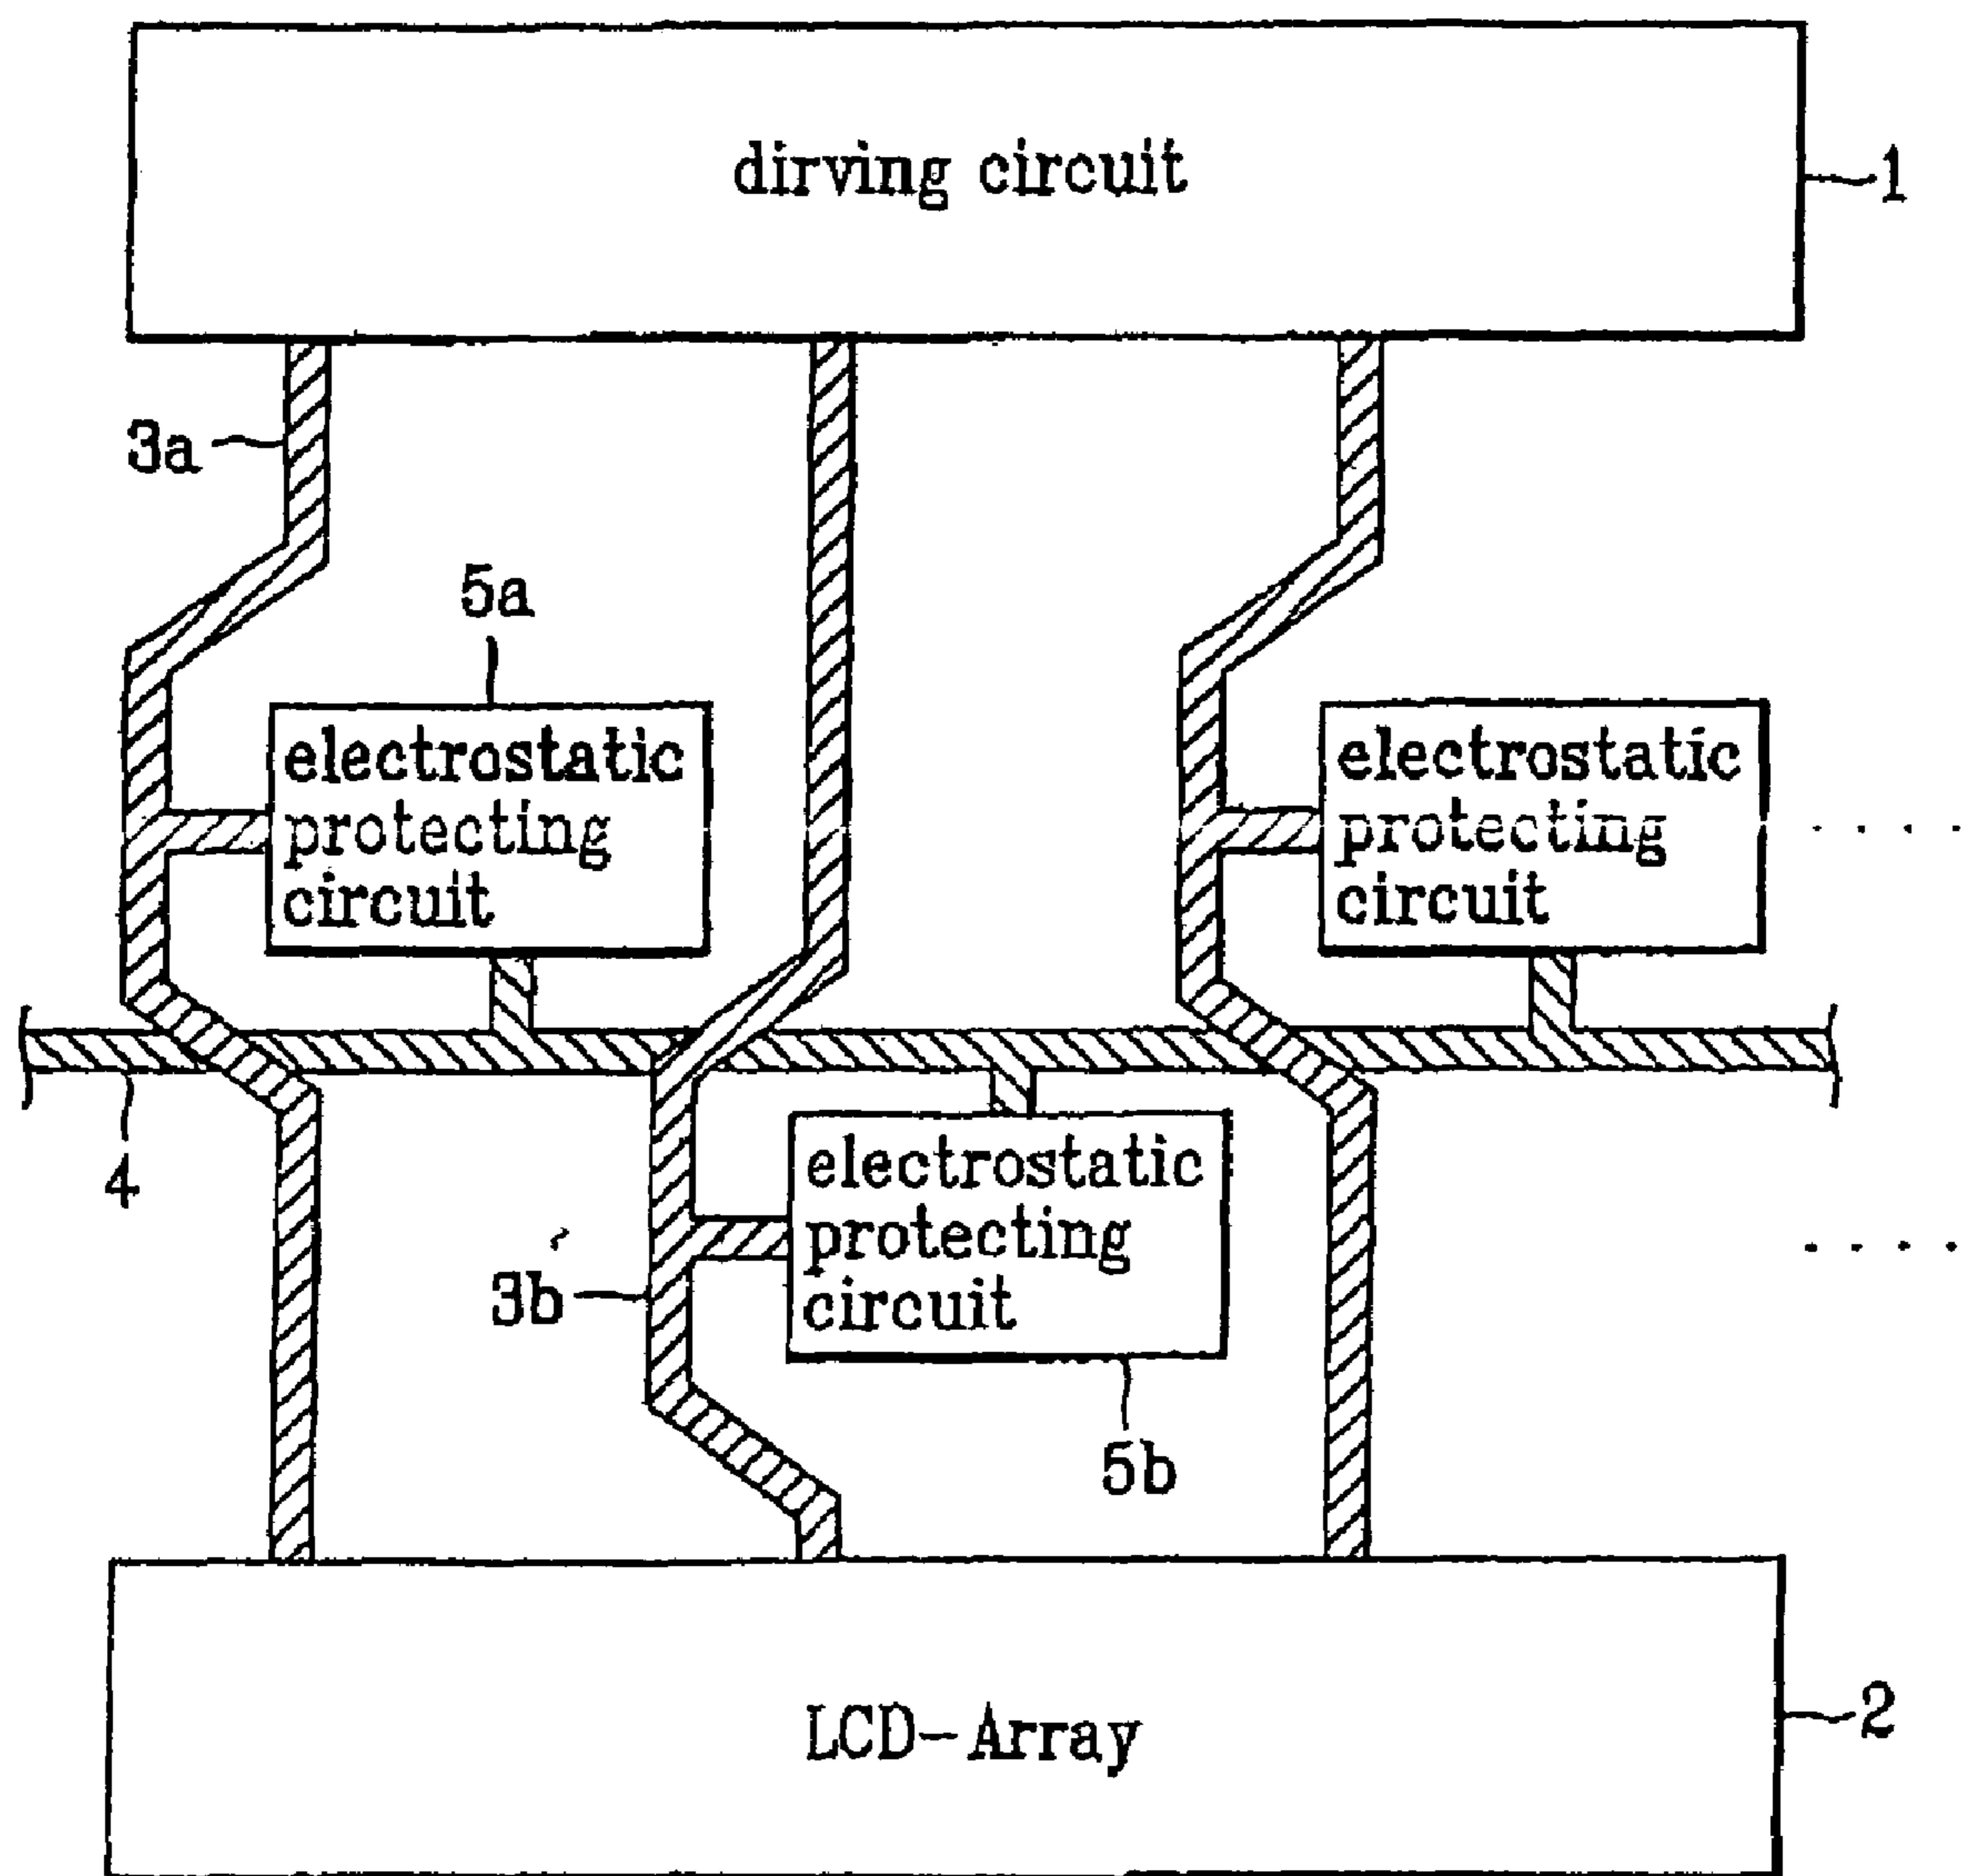 dirving circuit
1
3a
5a
electrostatic
protecting
circuit
electrostatic
protecting
circuit
4
electrostatic
protecting
circuit
3b
5b
LCD-Array
2